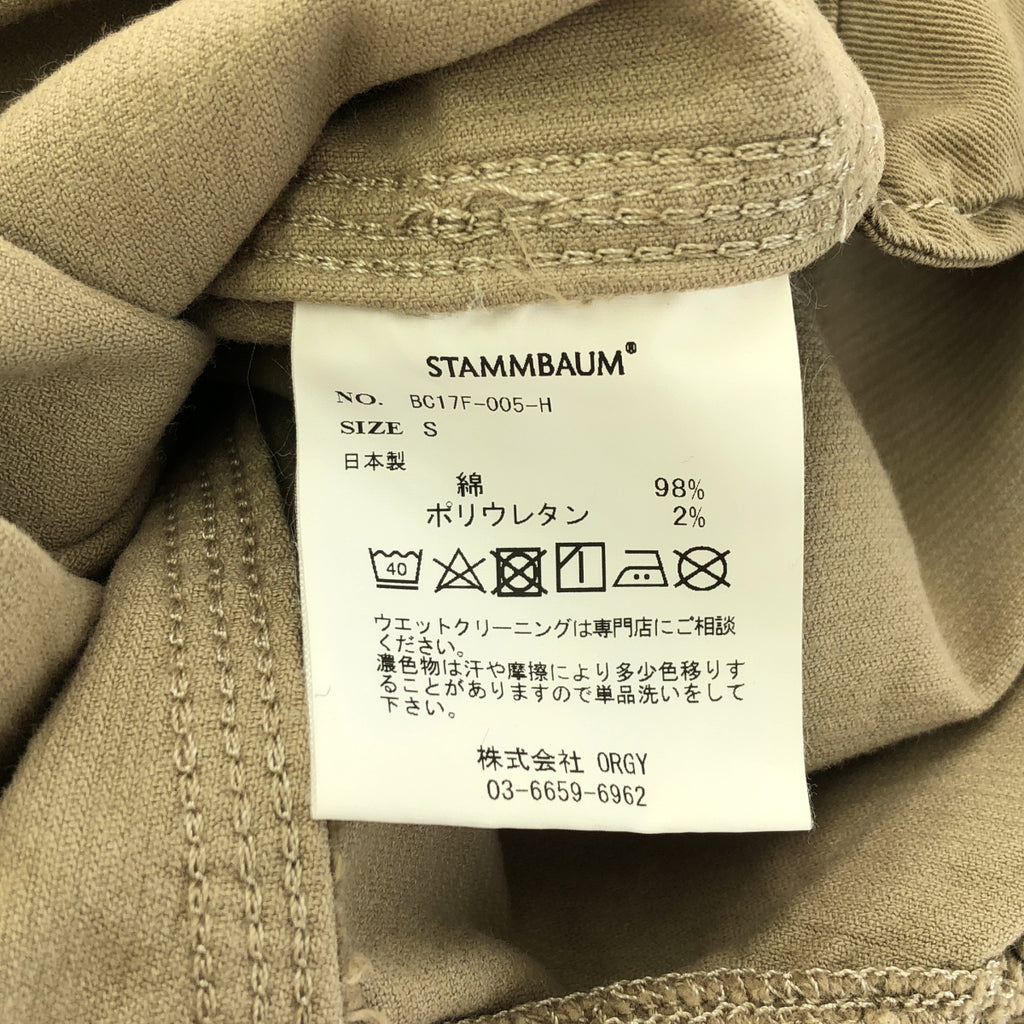 STAMMBAUM®
NO. BC17F-005-H
SIZE S
日本製
綿 98%
ポリウレタン 2%
40
ウエットクリーニングは専門店にご相談
ください。
濃色物は汗や摩擦により多少色移りす
ることがありますので単品洗いをして
下さい。
株式会社 ORGY
03-6659-6962